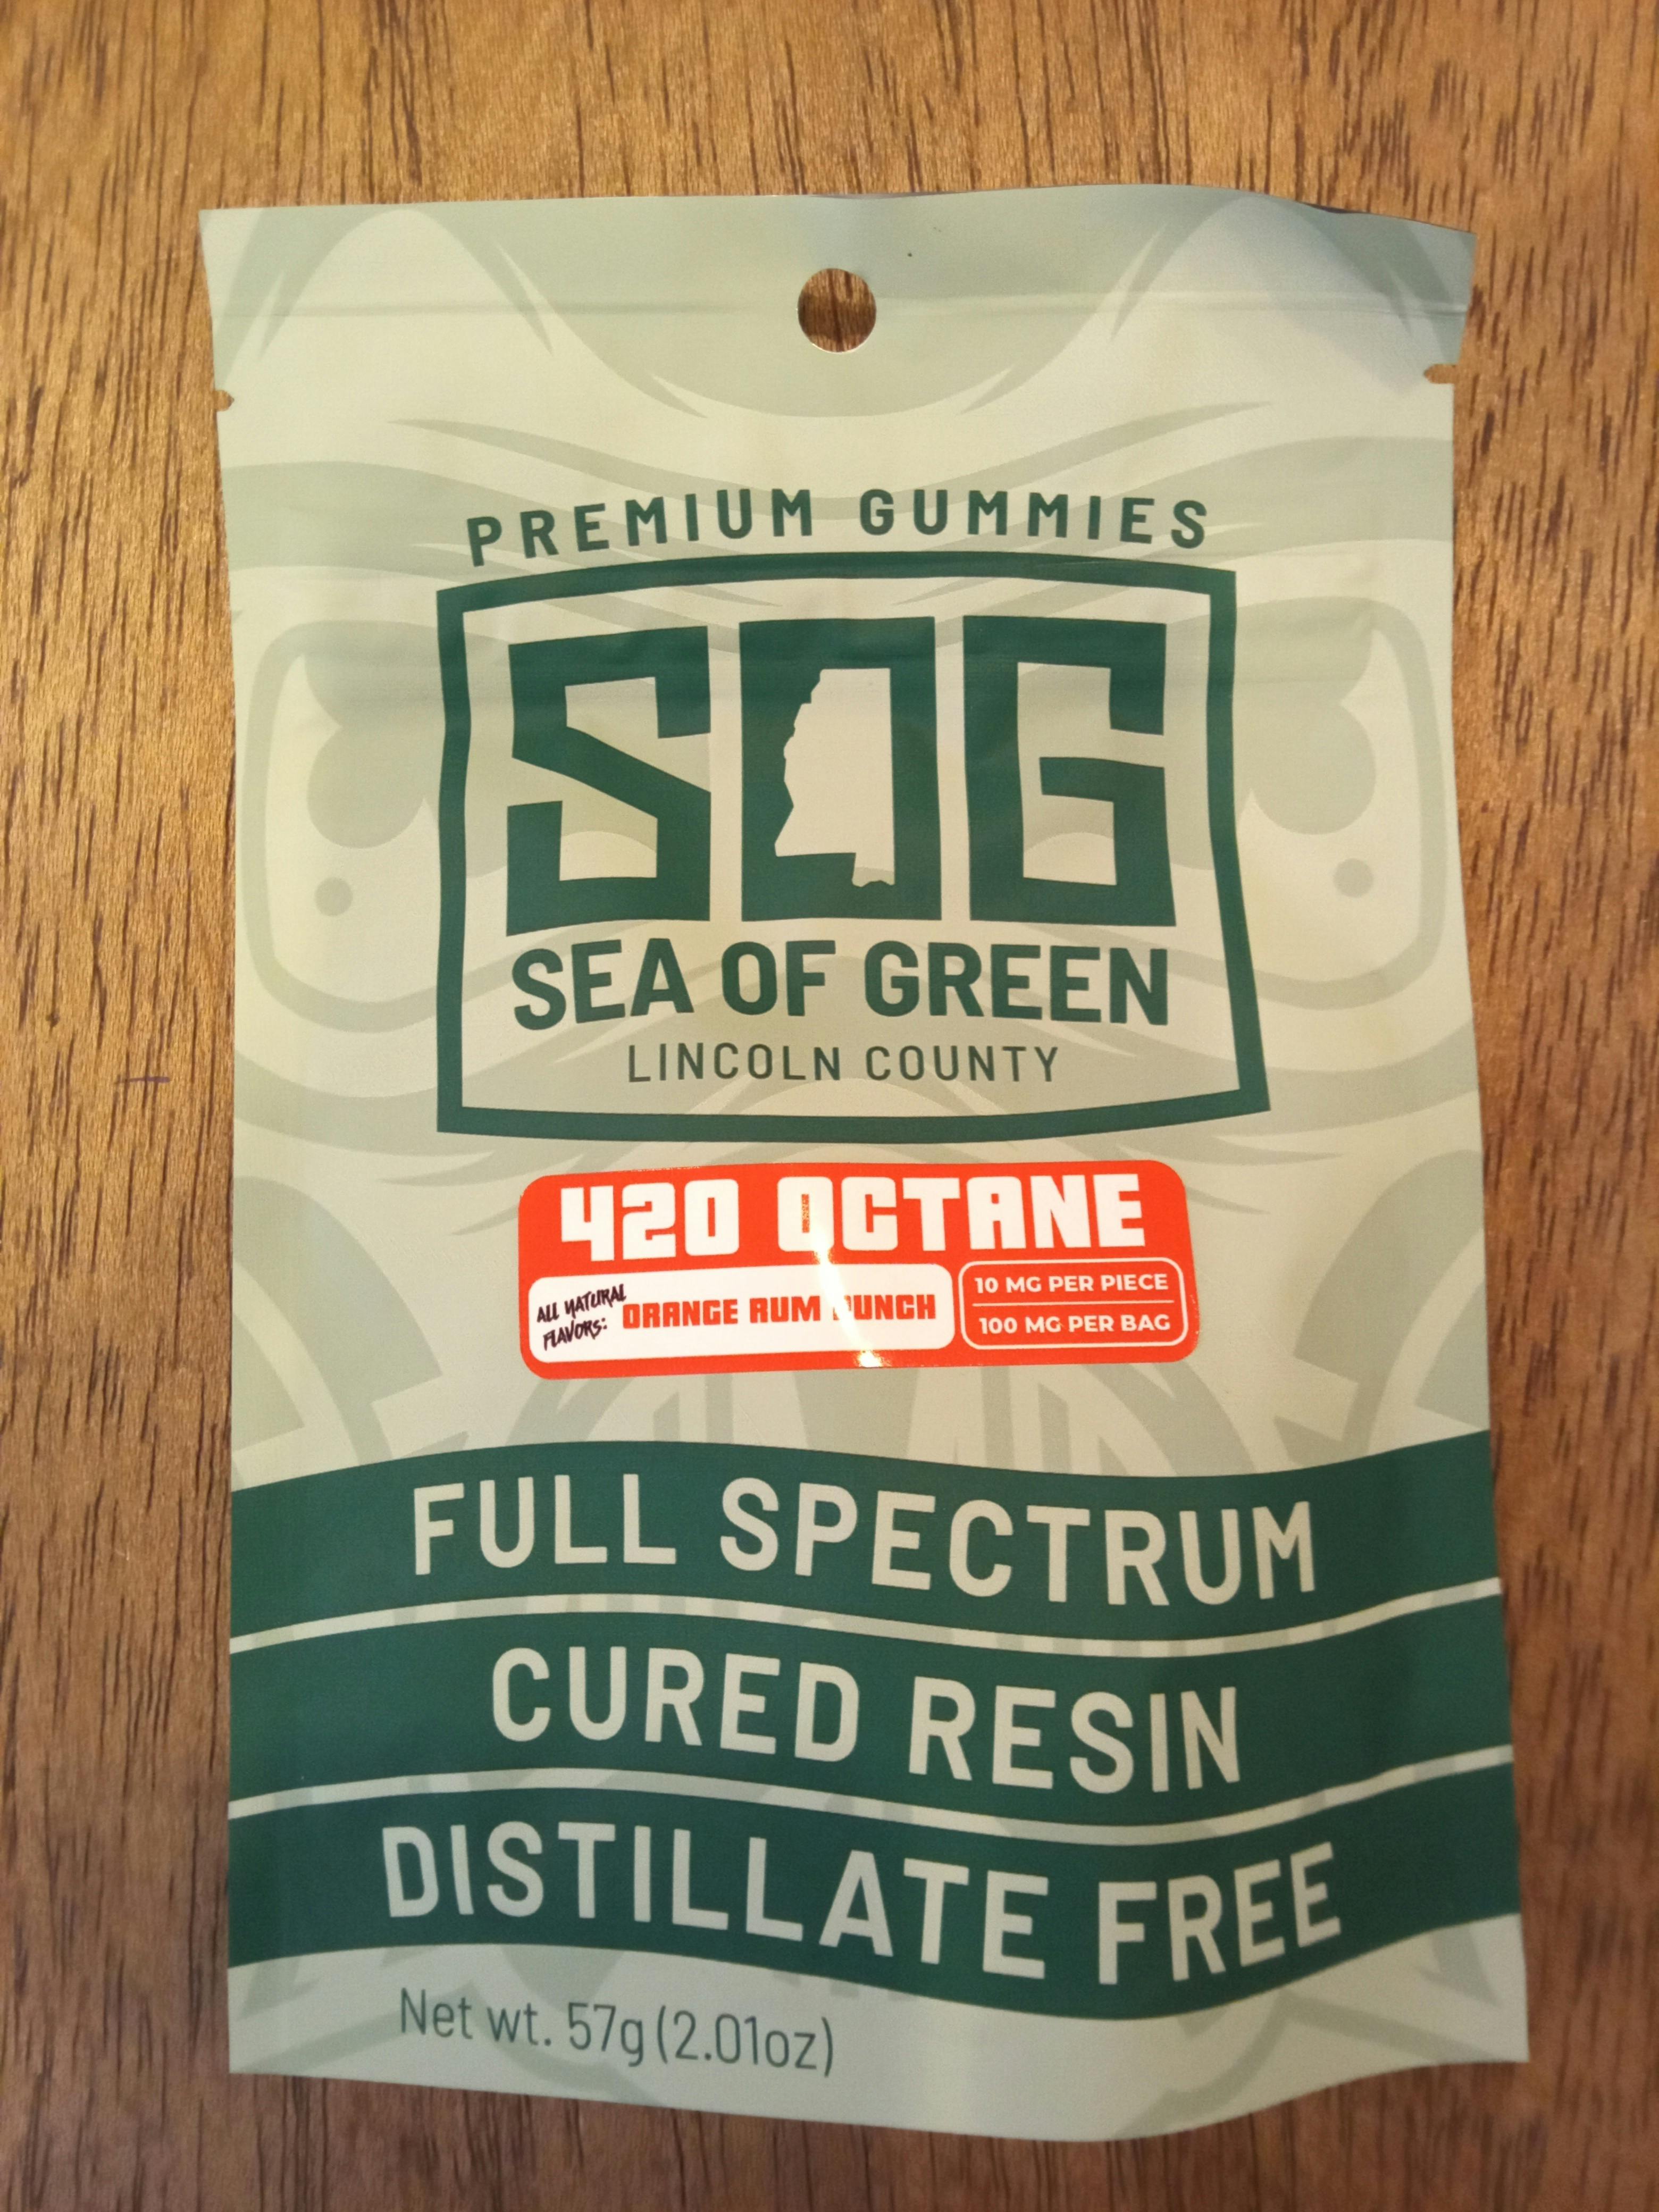 PREMIUM GUMMIES
SOG
SEA OF GREEN
LINCOLN COUNTY
420 OCTANE
ALL NATURAL
FLAVORS: ORANGE RUM PUNCH
10 MG PER PIECE
100 MG PER BAG
FULL SPECTRUM
CURED RESIN
DISTILLATE FREE
Net wt. 57g (2.01oz)